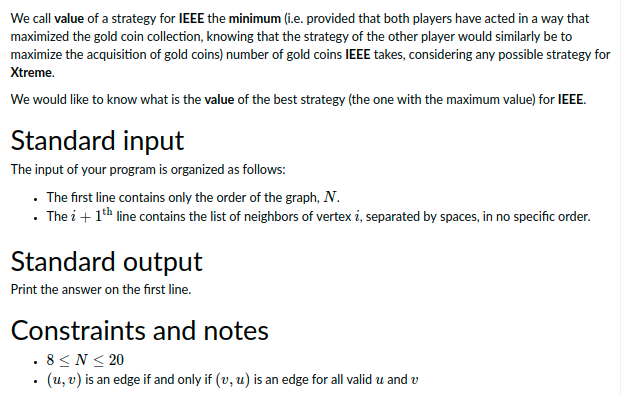 We call value of a strategy for IEEE the minimum (i.e. provided that both players have acted in a way that
maximized the gold coin collection, knowing that the strategy of the other player would similarly be to
maximize the acquisition of gold coins) number of gold coins IEEE takes, considering any possible strategy for
Xtreme.
We would like to know what is the value of the best strategy (the one with the maximum value) for IEEE.
Standard input
The input of your program is organized as follows:
• The first line contains only the order of the graph, N.
• The i + 1th line contains the list of neighbors of vertex i, separated by spaces, in no specific order.
Standard output
Print the answer on the first line.
Constraints and notes
• 8 ≤ N ≤ 20
• (u, v) is an edge if and only if (v, u) is an edge for all valid u and v